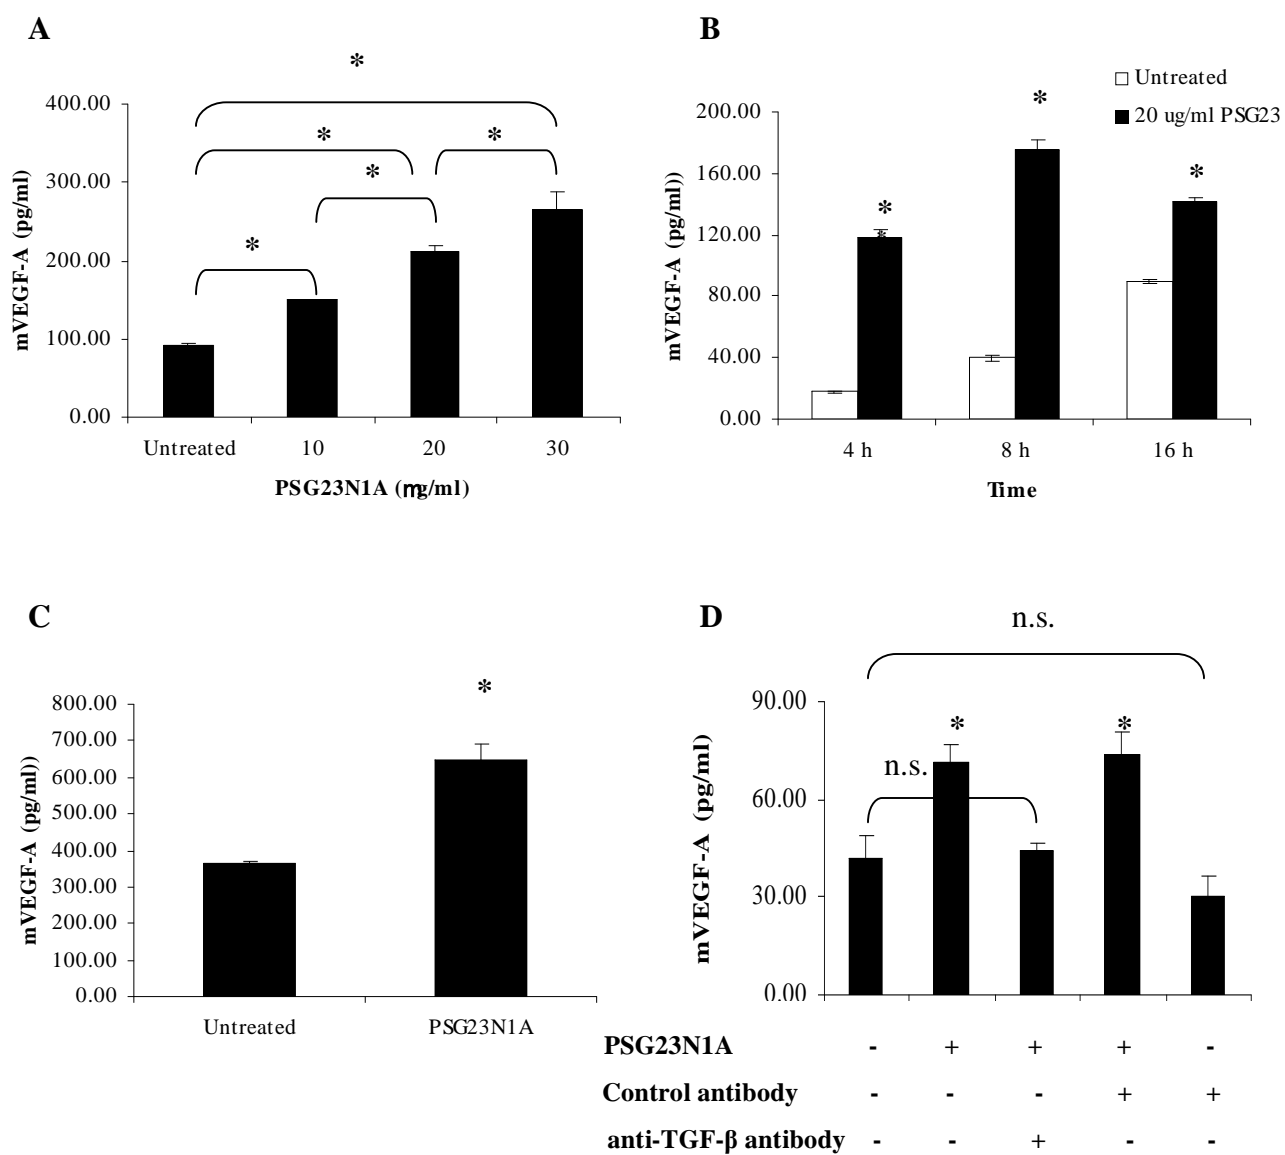 A
*
*
*
*
*
400.00
300.00
200.00
100.00
0.00
mVEGF-A (pg/ml)
Untreated 10 20 30
PSG23N1A (mg/ml)
B
Untreated
20 ug/ml PSG23
*
*
*
*
200.00
160.00
120.00
80.00
40.00
0.00
mVEGF-A (pg/ml))
4 h 8 h 16 h
Time
C
*
800.00
700.00
600.00
500.00
400.00
300.00
200.00
100.00
0.00
mVEGF-A (pg/ml))
Untreated PSG23N1A
D
n.s.
* *
n.s.
90.00
60.00
30.00
0.00
mVEGF-A (pg/ml)
PSG23N1A - + + + -
Control antibody - - - + +
anti-TGF-β antibody - - + - -